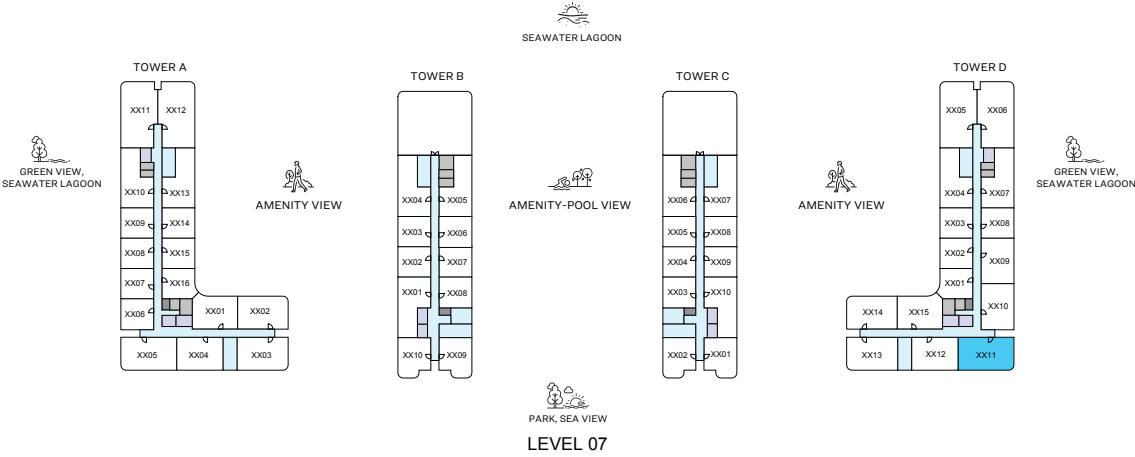 SEAWATER LAGOON
TOWER A
TOWER B
TOWER C
TOWER D
GREEN VIEW,
SEAWATER LAGOON
AMENITY VIEW
AMENITY-POOL VIEW
AMENITY VIEW
GREEN VIEW,
SEAWATER LAGOON
XX11 XX12
XX10 XX13
XX09 XX14
XX08 XX15
XX07 XX16
XX06 XX01 XX02
XX05 XX04 XX03
XX04 XX05
XX03 XX06
XX02 XX07
XX01 XX08
XX10 XX09
XX06 XX07
XX05 XX08
XX04 XX09
XX03 XX10
XX02 XX01
XX05 XX06
XX04 XX07
XX03 XX08
XX02 XX09
XX01 XX10
XX14 XX15
XX13 XX12 XX11
PARK, SEA VIEW
LEVEL 07